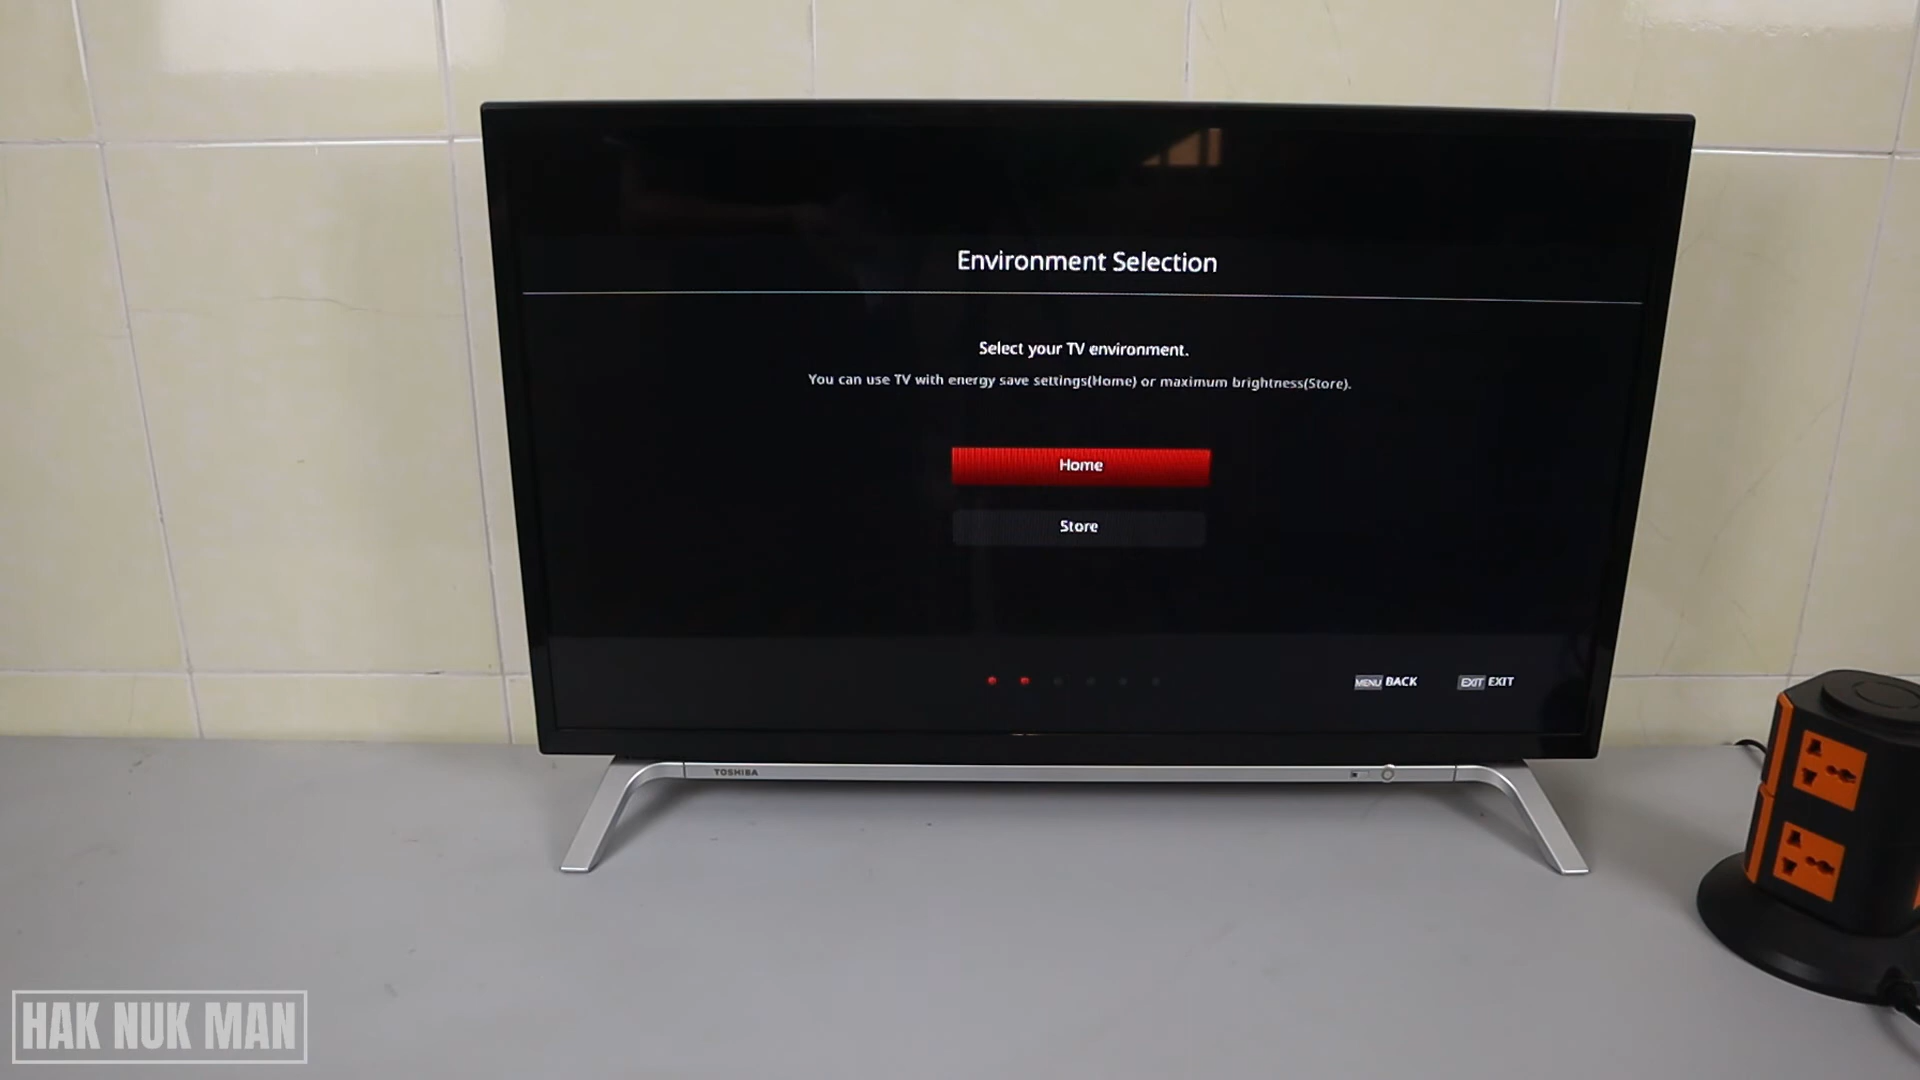 Environment Selection
Select your TV environment.
You can use TV with energy save settings(Home) or maximum brightness(Store).
Home
Store
MENU BACK EXIT EXIT
TOSHIBA
HAK NUK MAN